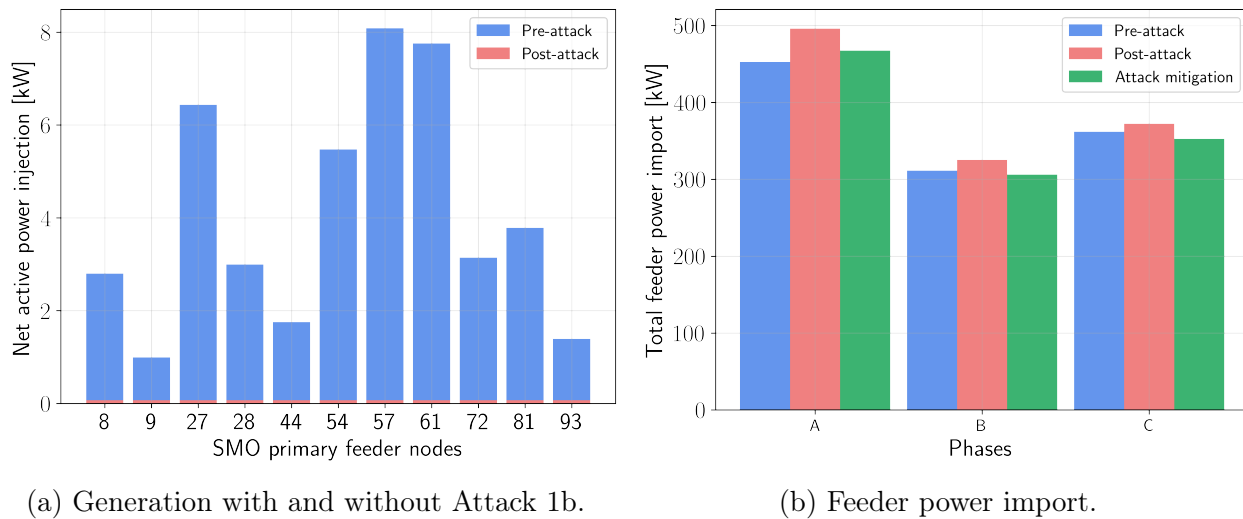 Net active power injection [kW]
8
6
4
2
0
Pre-attack
Post-attack
8 9 27 28 44 54 57 61 72 81 93
SMO primary feeder nodes
(a) Generation with and without Attack 1b.
Total feeder power import [kW]
500
400
300
200
100
0
Pre-attack
Post-attack
Attack mitigation
A B C
Phases
(b) Feeder power import.